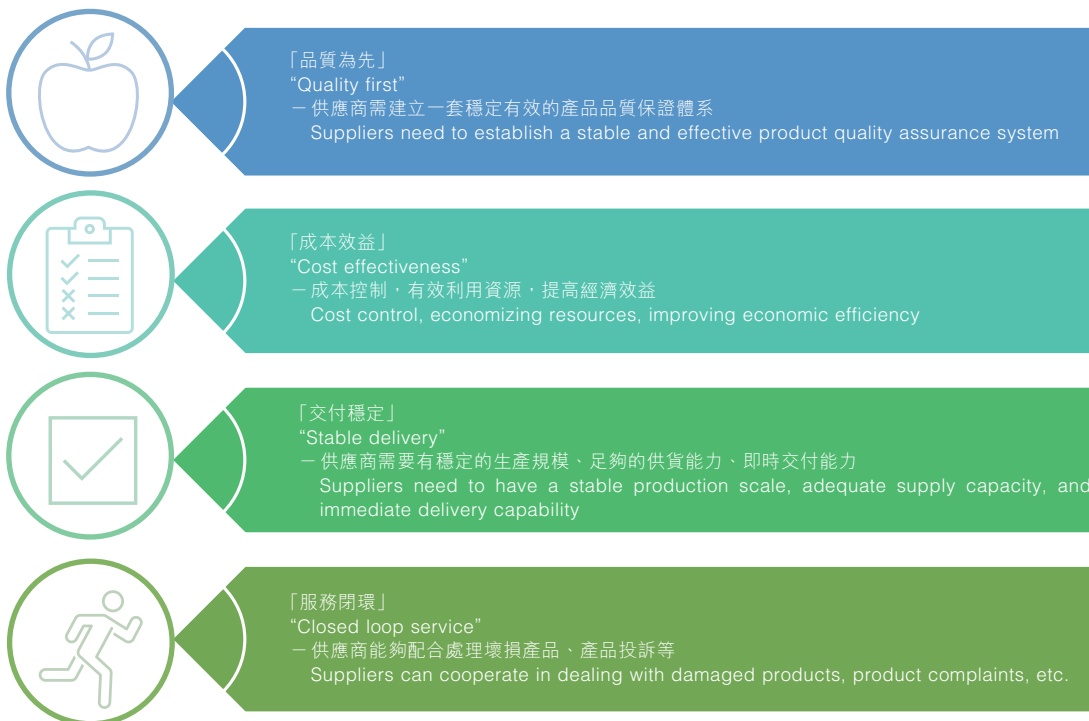 「品質為先」
“Quality first”
－供應商需建立一套穩定有效的產品品質保證體系
Suppliers need to establish a stable and effective product quality assurance system
「成本效益」
“Cost effectiveness”
－成本控制，有效利用資源，提高經濟效益
Cost control, economizing resources, improving economic efficiency
「交付穩定」
“Stable delivery”
－供應商需要有穩定的生產規模、足夠的供貨能力、即時交付能力
Suppliers need to have a stable production scale, adequate supply capacity, and
immediate delivery capability
「服務閉環」
“Closed loop service”
－供應商能夠配合處理壞損產品、產品投訴等
Suppliers can cooperate in dealing with damaged products, product complaints, etc.